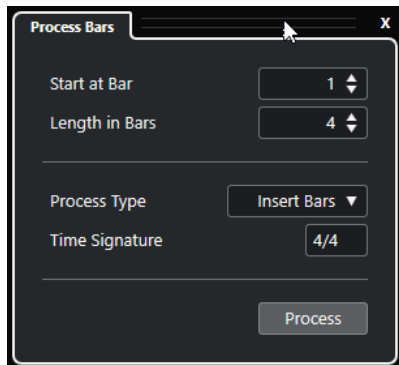 Process Bars X
Start at Bar 1
Length in Bars 4
Process Type Insert Bars
Time Signature 4/4
Process